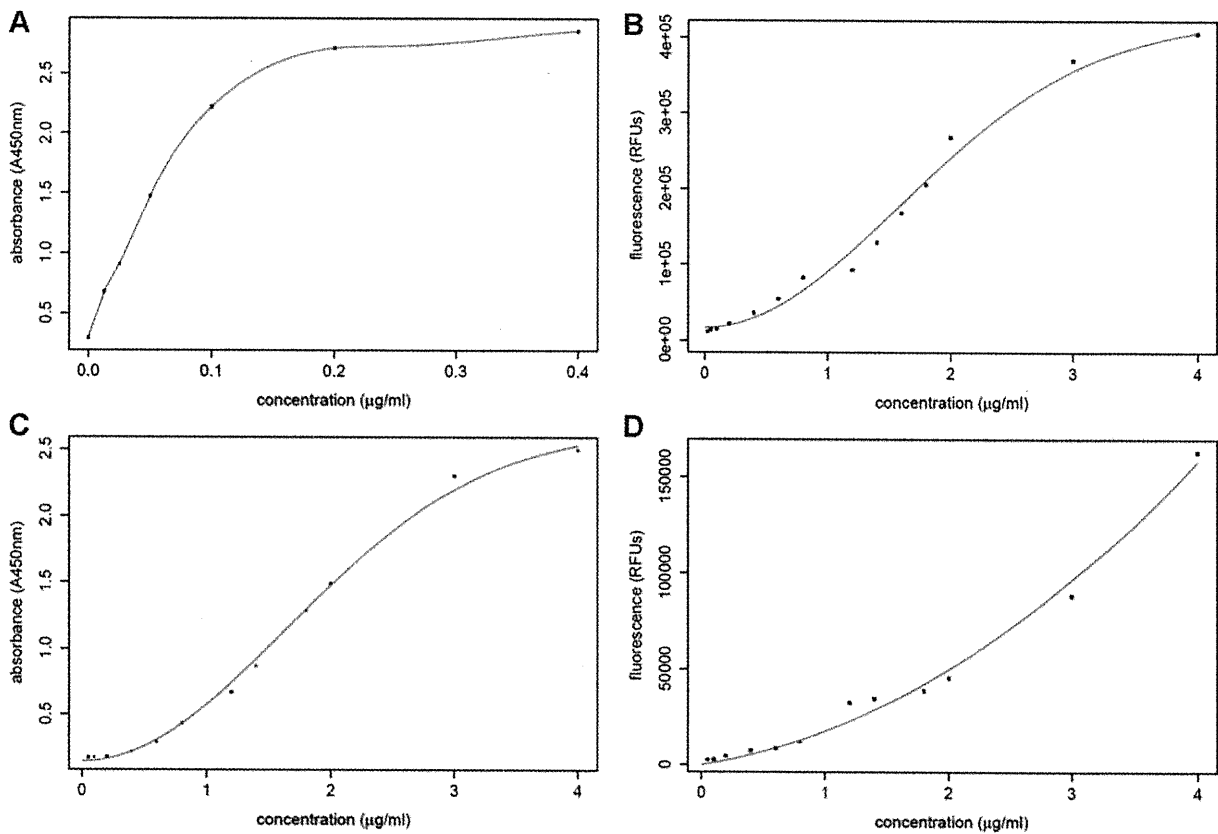 A
absorbance (A450nm)
2.5
2.0
1.5
1.0
0.5
0.0
0.1
0.2
0.3
0.4
concentration (µg/ml)
B
fluorescence (RFUs)
4e+05
3e+05
2e+05
1e+05
0e+00
0
1
2
3
4
concentration (µg/ml)
C
absorbance (A450nm)
2.5
2.0
1.5
1.0
0.5
0
1
2
3
4
concentration (µg/ml)
D
fluorescence (RFUs)
150000
100000
50000
0
0
1
2
3
4
concentration (µg/ml)